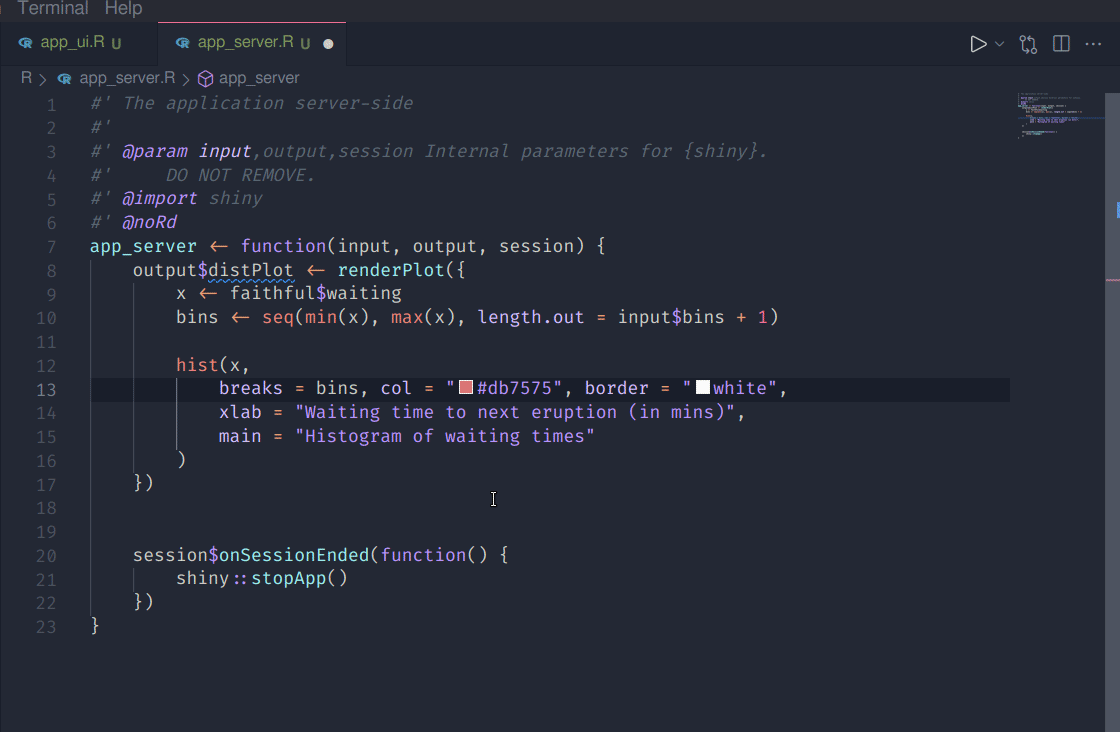 Terminal Help
app_ui.R U
app_server.R U
R > app_server.R > app_server
1 #' The application server-side
2 #'
3 #' @param input,output,session Internal parameters for {shiny}.
4 #'     DO NOT REMOVE.
5 #' @import shiny
6 #' @noRd
7 app_server <- function(input, output, session) {
8     output$distPlot <- renderPlot({
9         x <- faithful$waiting
10         bins <- seq(min(x), max(x), length.out = input$bins + 1)
11
12         hist(x,
13             breaks = bins, col = "#db7575", border = "white",
14             xlab = "Waiting time to next eruption (in mins)",
15             main = "Histogram of waiting times"
16         )
17     })
18
19
20     session$onSessionEnded(function() {
21         shiny::stopApp()
22     })
23 }